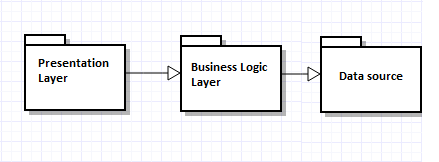 Presentation
Layer
Business Logic
Layer
Data source